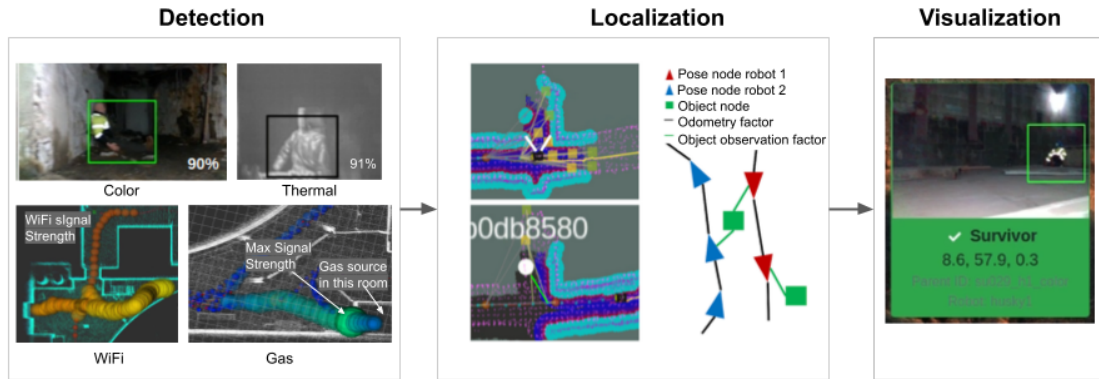 Detection
Localization
Visualization
90%
91%
Color
Thermal
WiFi sIgnal
Strength
Max Signal
Strength
Gas source
in this room
WiFi
Gas
b0db8580
Pose node robot 1
Pose node robot 2
Object node
Odometry factor
Object observation factor
✓ Survivor
8.6, 57.9, 0.3
Robot: husky1